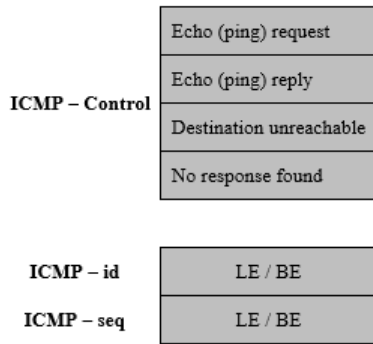 Echo (ping) request
Echo (ping) reply
ICMP – Control
Destination unreachable
No response found
ICMP – id LE / BE
ICMP – seq LE / BE